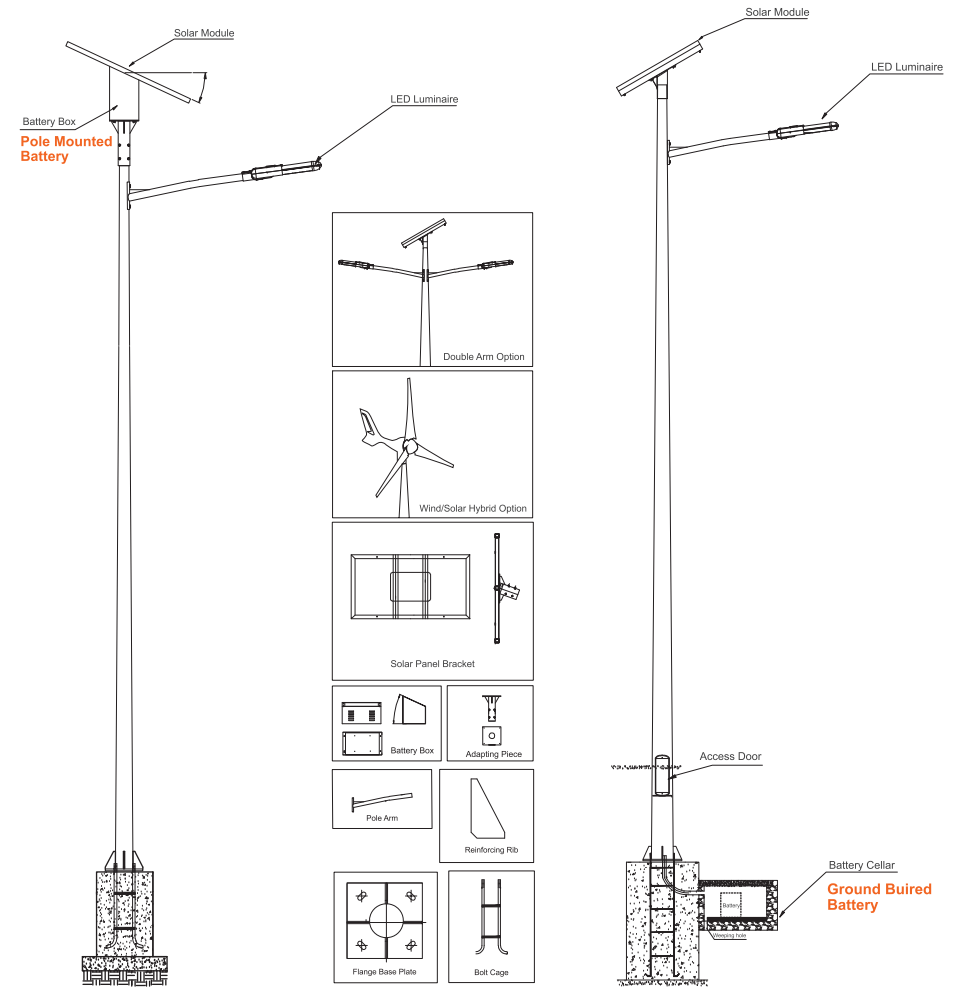 Solar Module
Battery Box
Pole Mounted
Battery
LED Luminaire
Double Arm Option
Wind/Solar Hybrid Option
Solar Panel Bracket
Battery Box
Adapting Piece
Pole Arm
Reinforcing Rib
Flange Base Plate
Bolt Cage
Solar Module
LED Luminaire
Access Door
Battery Cellar
Ground Buired
Battery
Battery
Weeping hole